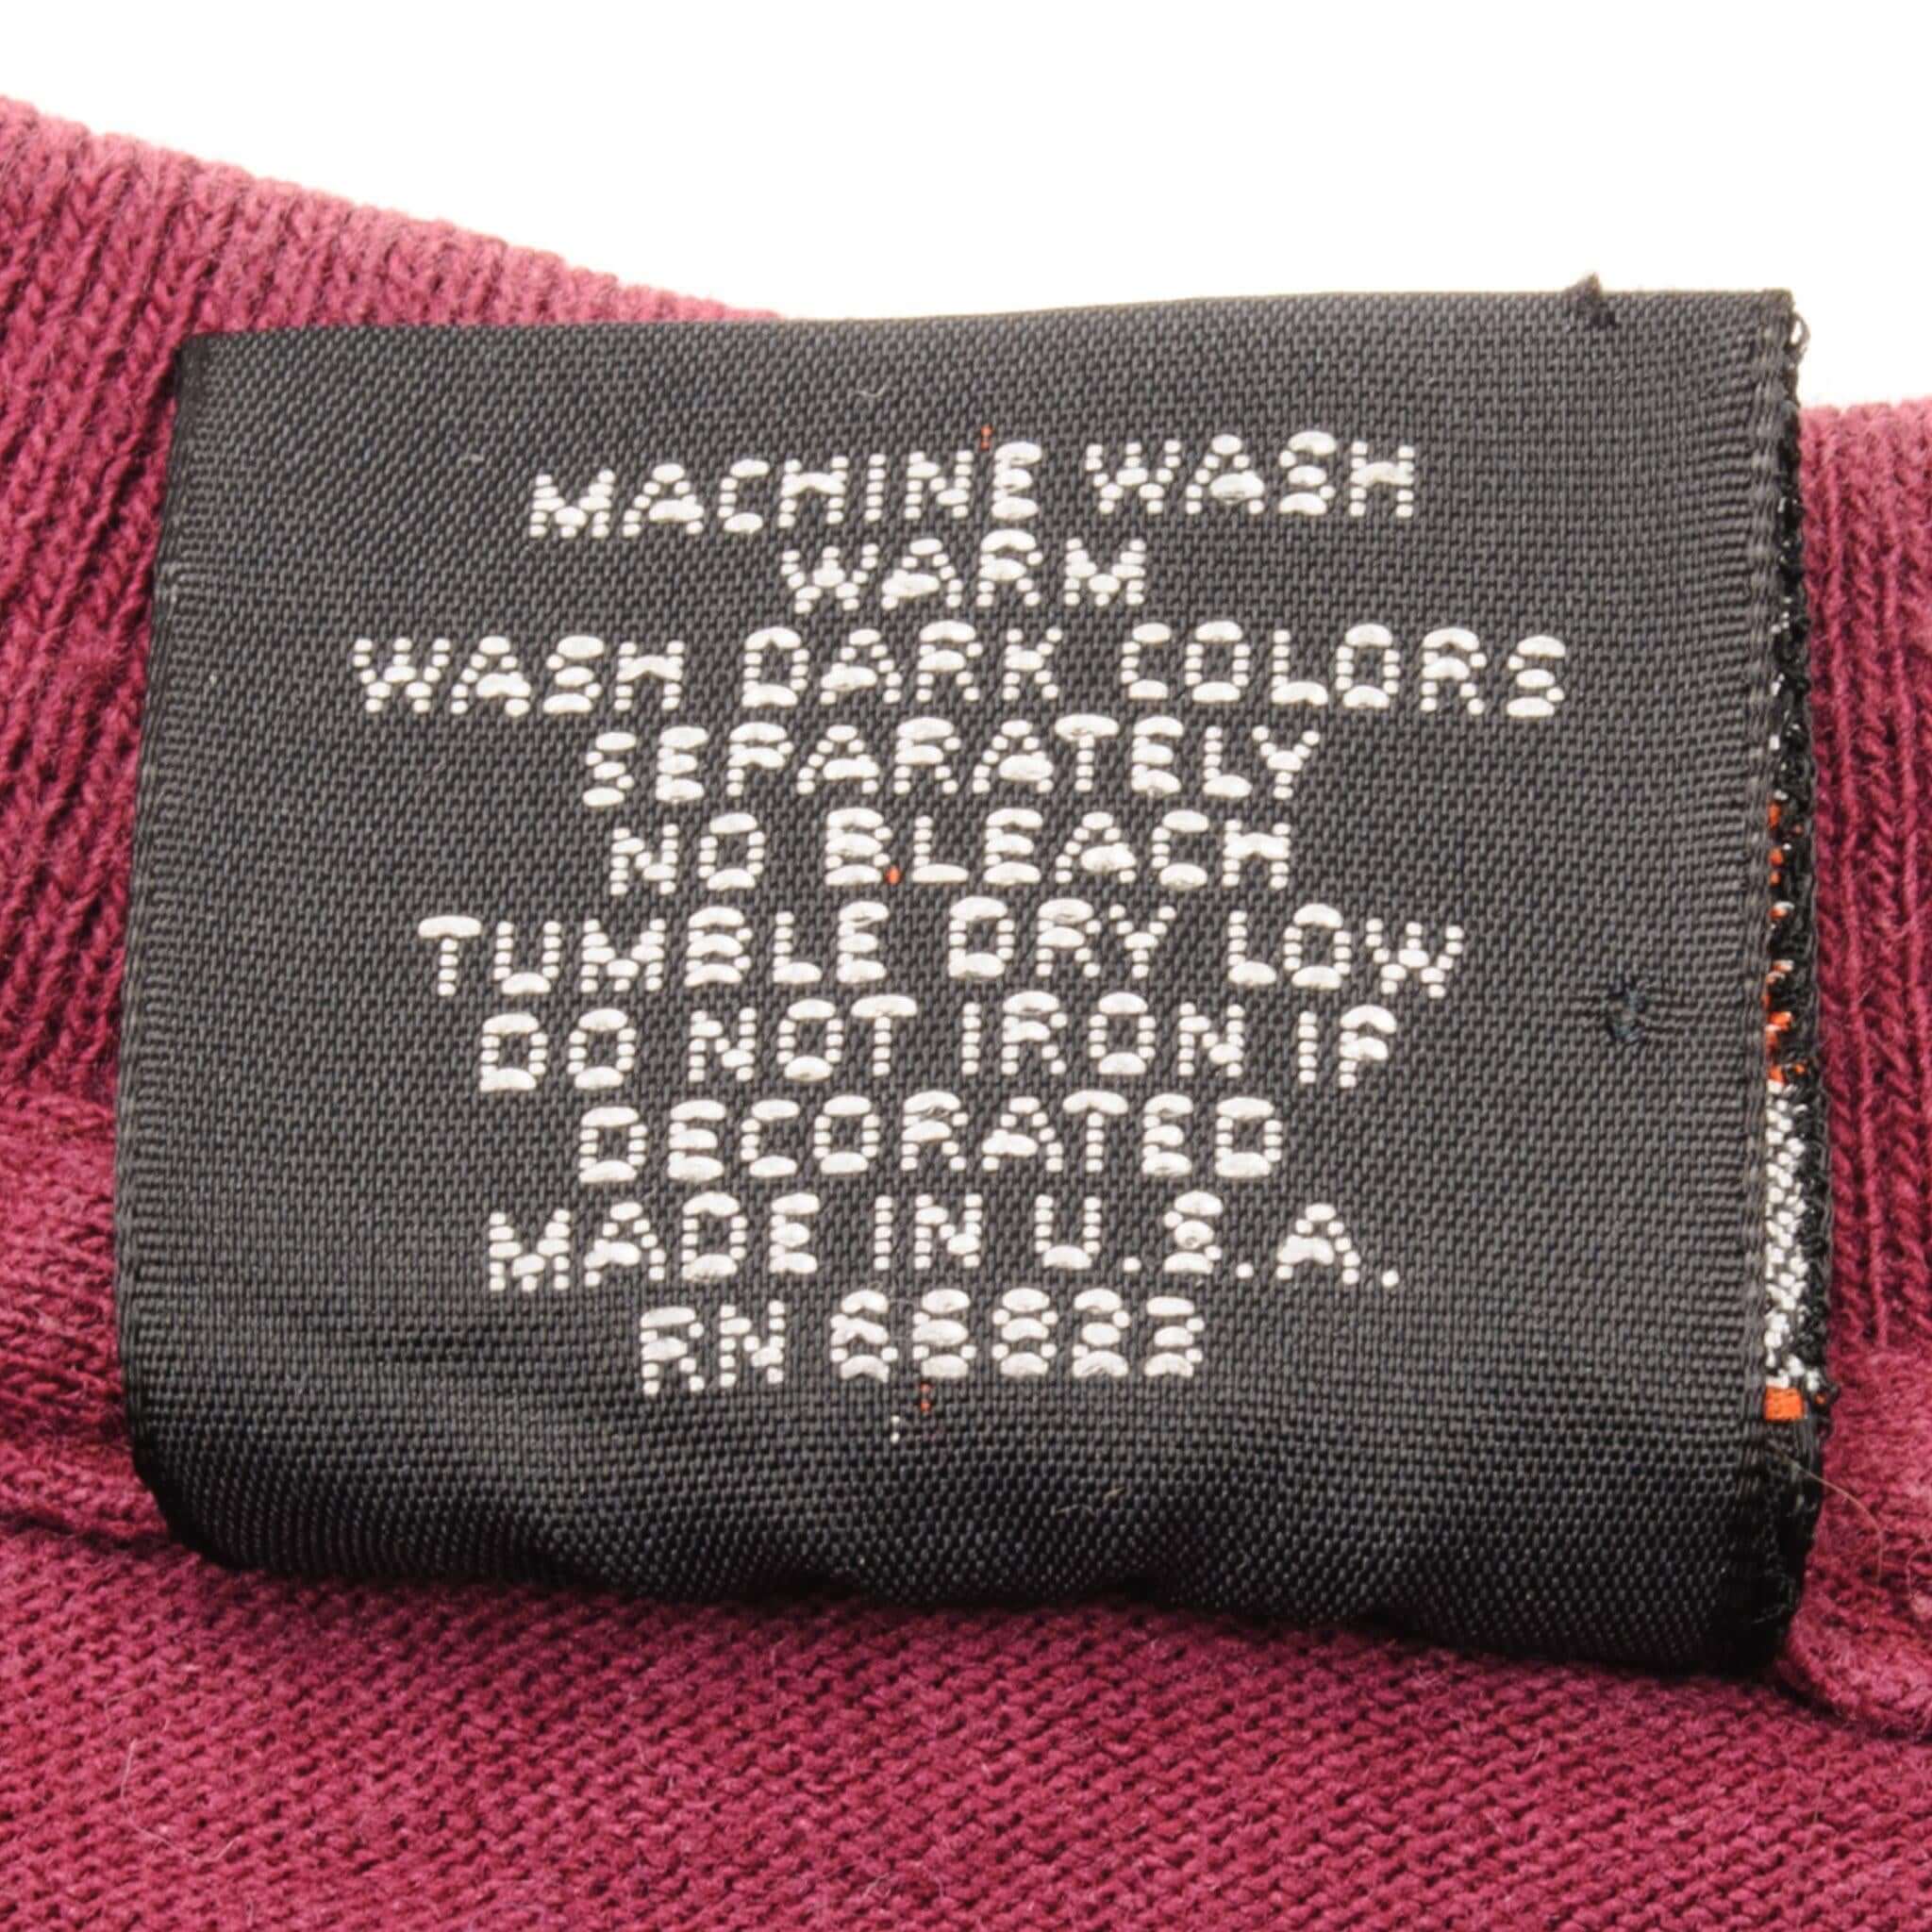 MACHINE WASH
WARM
WASH DARK COLORS
SEPARATELY
NO BLEACH
TUMBLE DRY LOW
DO NOT IRON IF
DECORATED
MADE IN U.S.A.
RN